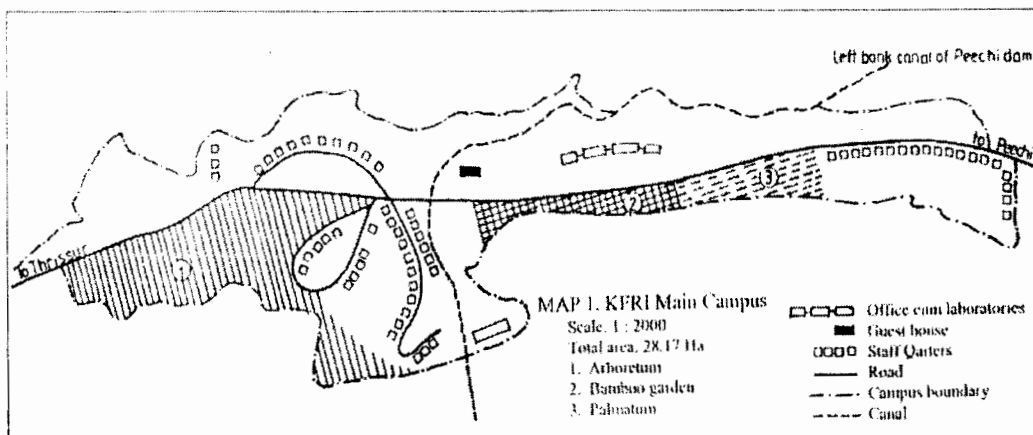 Left bank canal of Peechi dam
to Peechi
To Thrissur
1
2
3
MAP 1. KFRI Main Campus
Scale. 1 : 2000
Total area. 28.17 Ha
1. Arboretum
2. Bamboo garden
3. Palmatum
Office cum laboratories
Guest house
Staff Qarters
Road
Campus boundary
Canal